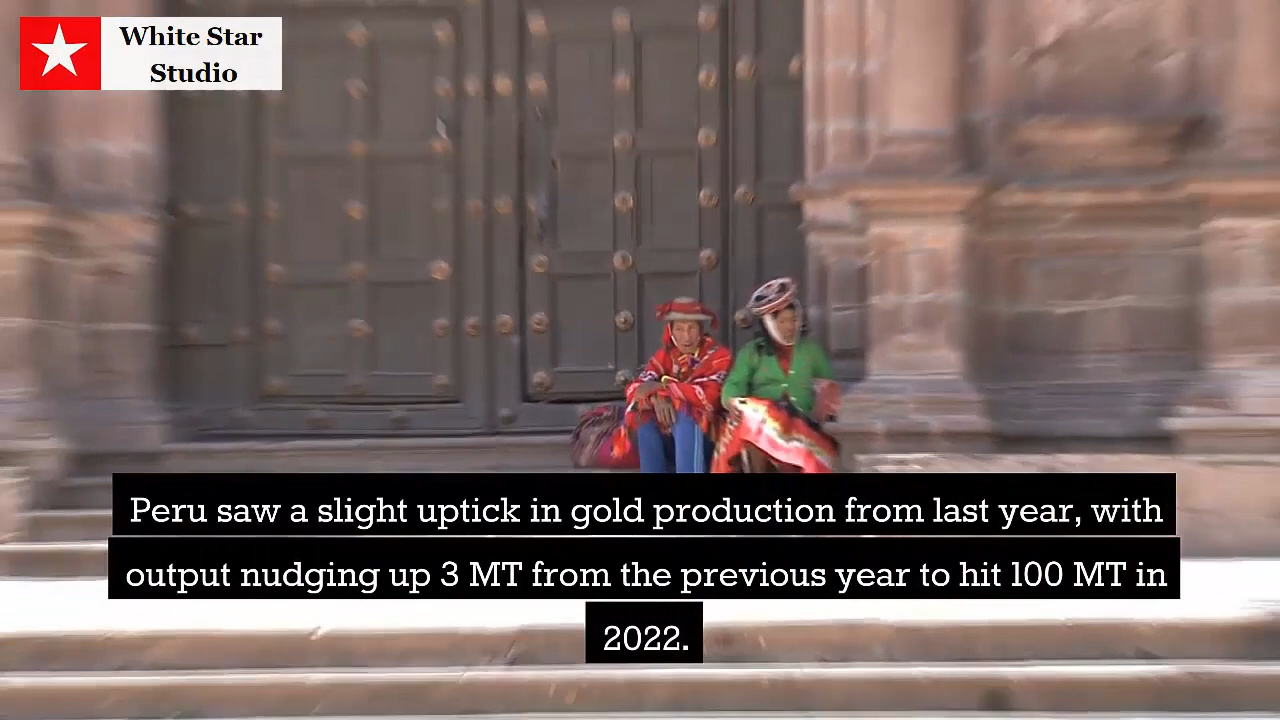 White Star
Studio
Peru saw a slight uptick in gold production from last year, with
output nudging up 3 MT from the previous year to hit 100 MT in
2022.